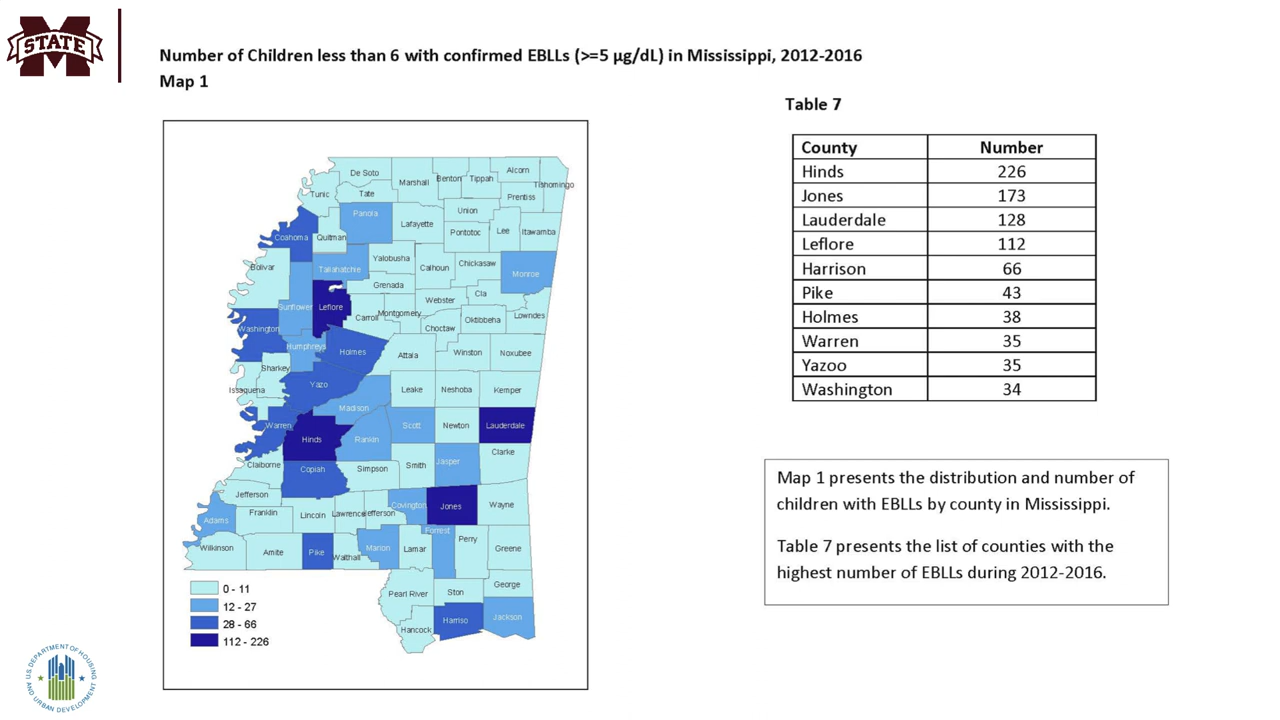 STATE
Number of Children less than 6 with confirmed EBLLs (>=5 µg/dL) in Mississippi, 2012-2016
Map 1
Table 7
County Number
Hinds 226
Jones 173
Lauderdale 128
Leflore 112
Harrison 66
Pike 43
Holmes 38
Warren 35
Yazoo 35
Washington 34
De Soto
Marshall
Benton
Tippah
Alcorn
Tishomingo
Tunic
Tate
Prentiss
Panola
Union
Lafayette
Pontotoc
Lee
Itawamba
Coahoma
Quitman
Bolivar
Tallahatchie
Yalobusha
Calhoun
Chickasaw
Monroe
Grenada
Sunflower
Leflore
Carroll
Montgomery
Webster
Cla
Oktibbeha
Lowndes
Choctaw
Washington
Humphreys
Holmes
Attala
Winston
Noxubee
Sharkey
Issaquena
Yazo
Leake
Neshoba
Kemper
Madison
Warren
Hinds
Rankin
Scott
Newton
Lauderdale
Claiborne
Copiah
Simpson
Smith
Jasper
Clarke
Jefferson
Adams
Franklin
Lincoln
Lawrence
Jefferson
Covington
Jones
Wayne
Wilkinson
Amite
Pike
Walthall
Marion
Lamar
Forrest
Perry
Greene
Pearl River
Ston
George
Hancock
Harriso
Jackson
0 - 11
12 - 27
28 - 66
112 - 226
Map 1 presents the distribution and number of
children with EBLLs by county in Mississippi.
Table 7 presents the list of counties with the
highest number of EBLLs during 2012-2016.
U.S. DEPARTMENT OF HOUSING
AND URBAN DEVELOPMENT